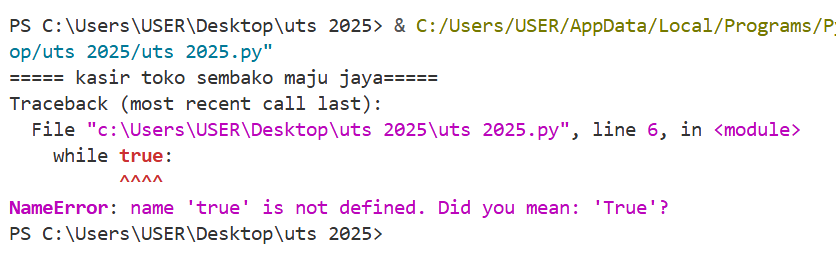 PS C:\Users\USER\Desktop\uts 2025> & C:/Users/USER/AppData/Local/Programs/
op/uts 2025/uts 2025.py"
===== kasir toko sembako maju jaya=====
Traceback (most recent call last):
  File "c:\Users\USER\Desktop\uts 2025\uts 2025.py", line 6, in <module>
    while true:
          ^^^^
NameError: name 'true' is not defined. Did you mean: 'True'?
PS C:\Users\USER\Desktop\uts 2025>